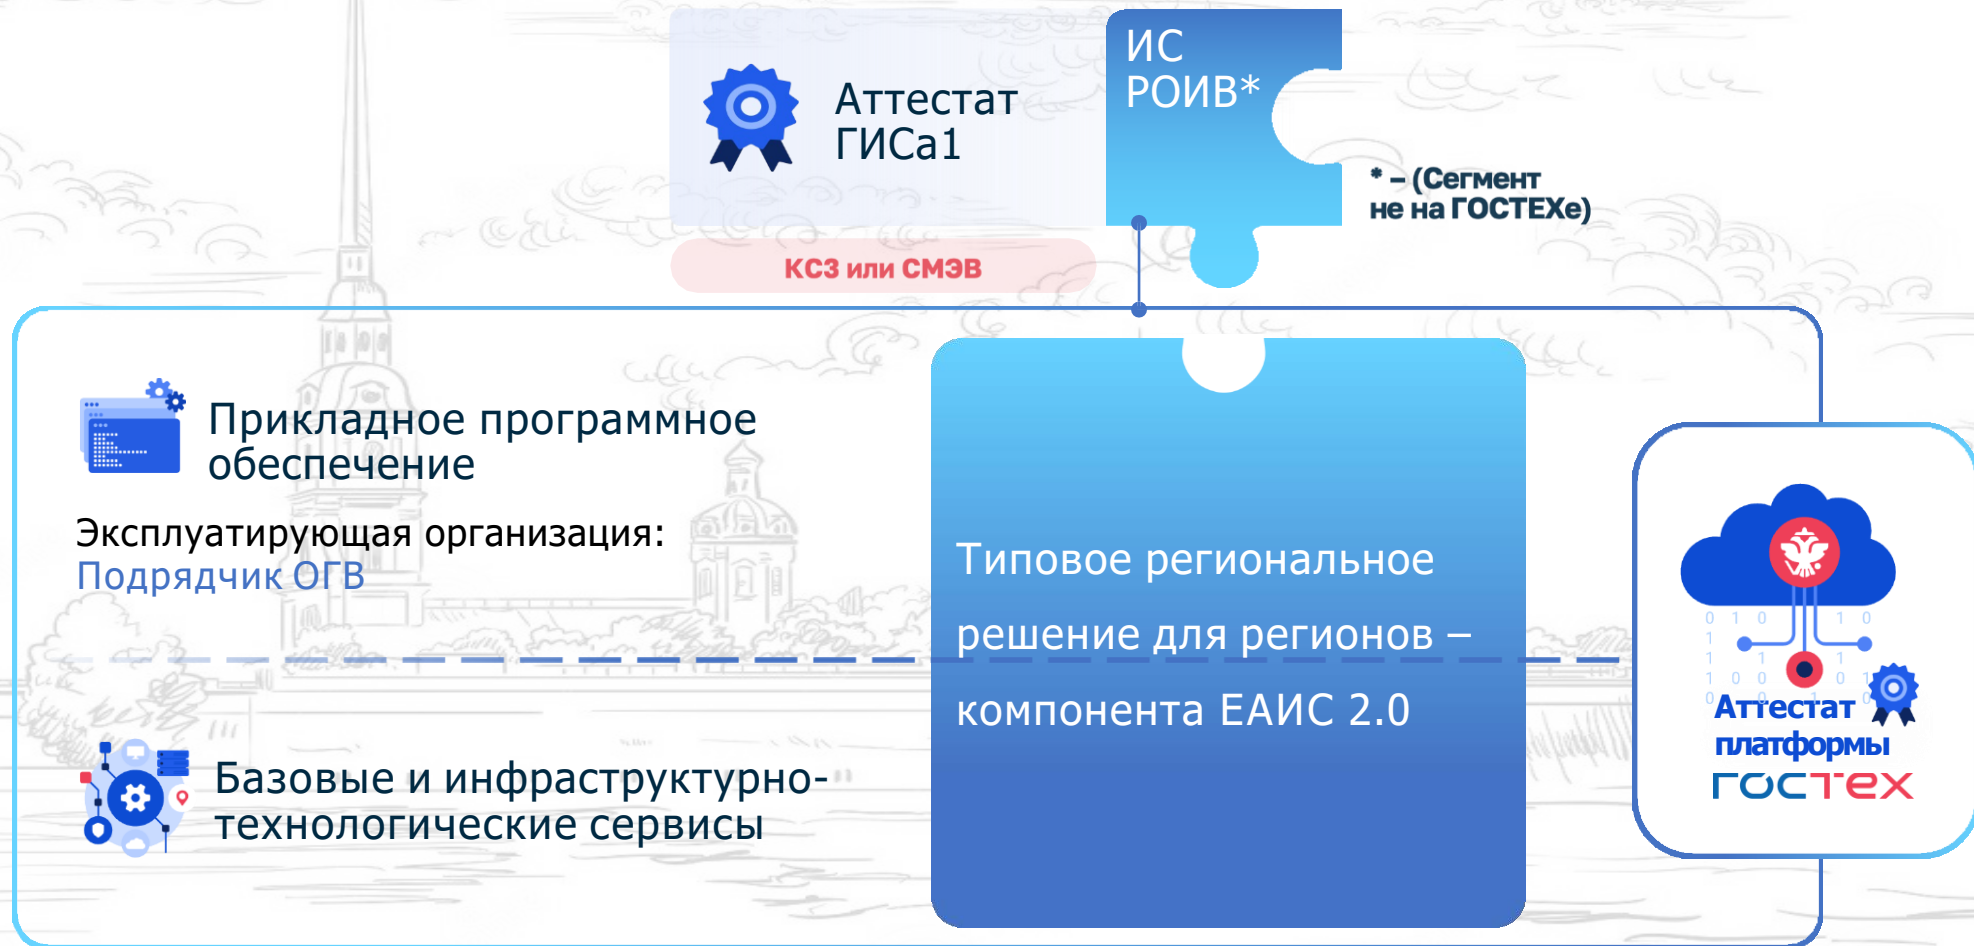 Аттестат
ГИСа1
ИС
РОИВ*
* – (Сегмент
не на ГОСТЕХе)
КСЗ или СМЭВ
Прикладное программное
обеспечение
Эксплуатирующая организация:
Подрядчик ОГВ
Типовое региональное
решение для регионов –
компонента ЕАИС 2.0
Базовые и инфраструктурно-
технологические сервисы
Аттестат
платформы
гостех